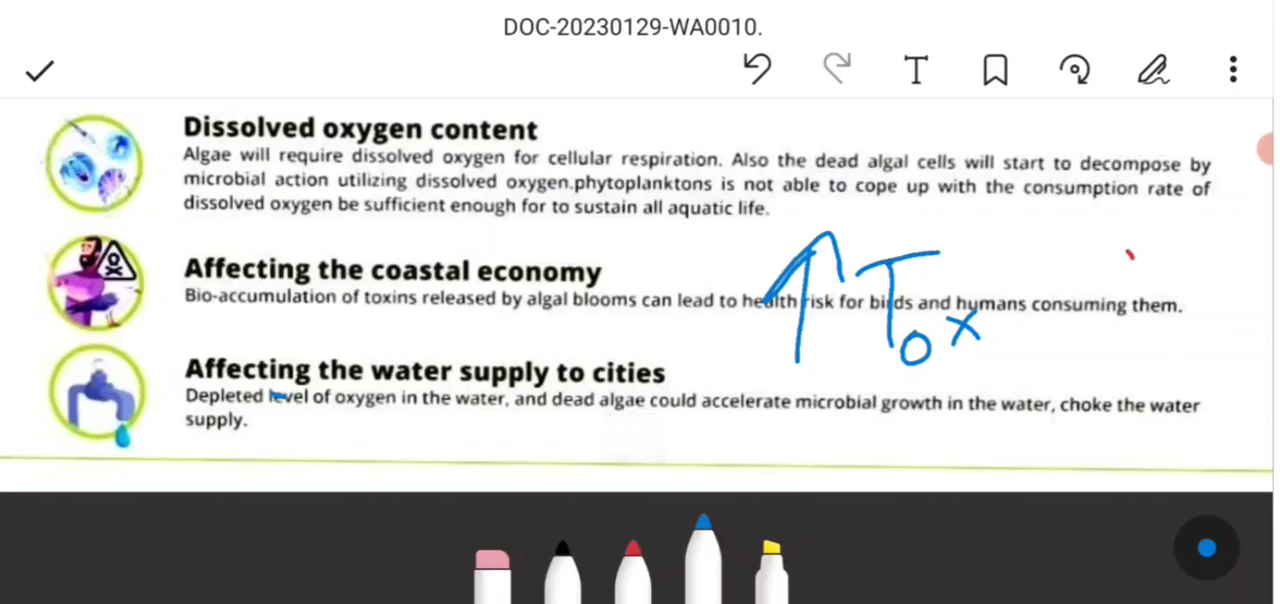 DOC-20230129-WA0010.
T
Dissolved oxygen content
Algae will require dissolved oxygen for cellular respiration. Also the dead algal cells will start to decompose by
microbial action utilizing dissolved oxygen.phytoplanktons is not able to cope up with the consumption rate of
dissolved oxygen be sufficient enough for to sustain all aquatic life.
Affecting the coastal economy
Bio-accumulation of toxins released by algal blooms can lead to health risk for birds and humans consuming them.
↑ Tox
Affecting the water supply to cities
Depleted level of oxygen in the water, and dead algae could accelerate microbial growth in the water, choke the water
supply.